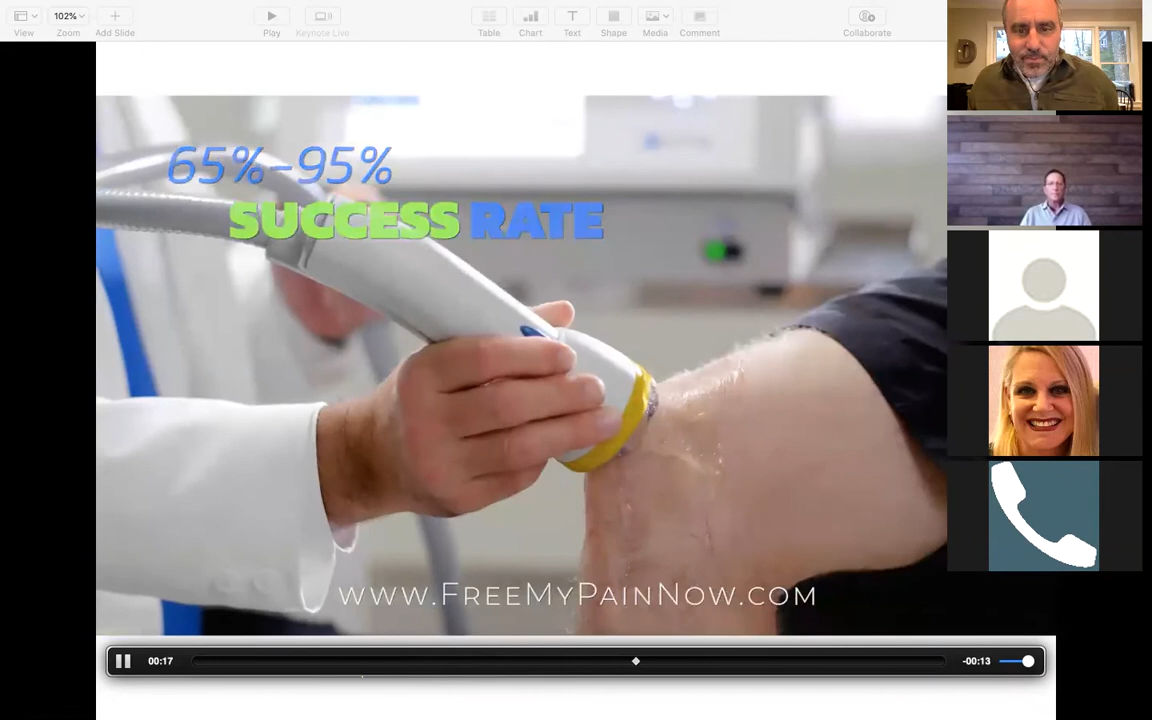 102%
View
Zoom
Add Slide
Play
Keynote Live
Table
Chart
Text
Shape
Media
Comment
Collaborate
65%–95%
SUCCESS RATE
www.FreeMyPainNow.com
00:17
-00:13